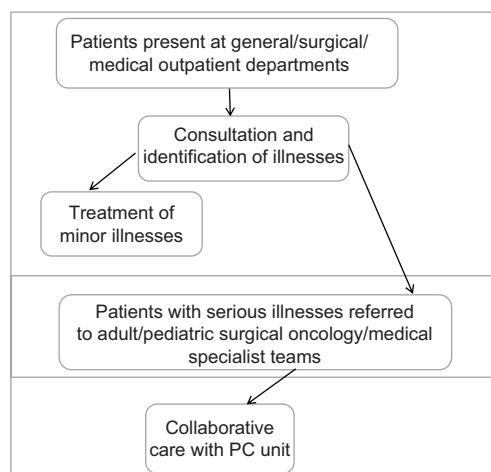 Patients present at general/surgical/
medical outpatient departments
Consultation and
identification of illnesses
Treatment of
minor illnesses
Patients with serious illnesses referred
to adult/pediatric surgical oncology/medical
specialist teams
Collaborative
care with PC unit